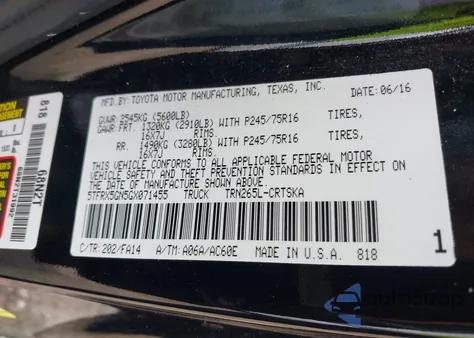 MFD.BY: TOYOTA MOTOR MANUFACTURING, TEXAS, INC.
DATE: 06/16
GVWR 2545KG (5600LB)
GAWR FRT. 1320KG (2910LB) WITH P245/75R16 TIRES,
16X7J RIMS
RR. 1490KG (3280LB) WITH P245/75R16 TIRES,
16X7J RIMS
THIS VEHICLE CONFORMS TO ALL APPLICABLE FEDERAL MOTOR
VEHICLE SAFETY AND THEFT PREVENTION STANDARDS IN EFFECT ON
THE DATE OF MANUFACTURE SHOWN ABOVE.
5TFRX5GN5GX071455 TRUCK TRN265L-CRTSKA
C/TR: 202/FA14 A/TM: A06A/AC60E MADE IN U.S.A. 818
1
818
68N2T